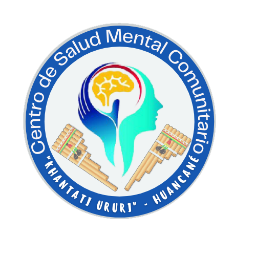 Centro de Salud Mental Comunitario
"KHANTATI URURI" - HUANCANÉ